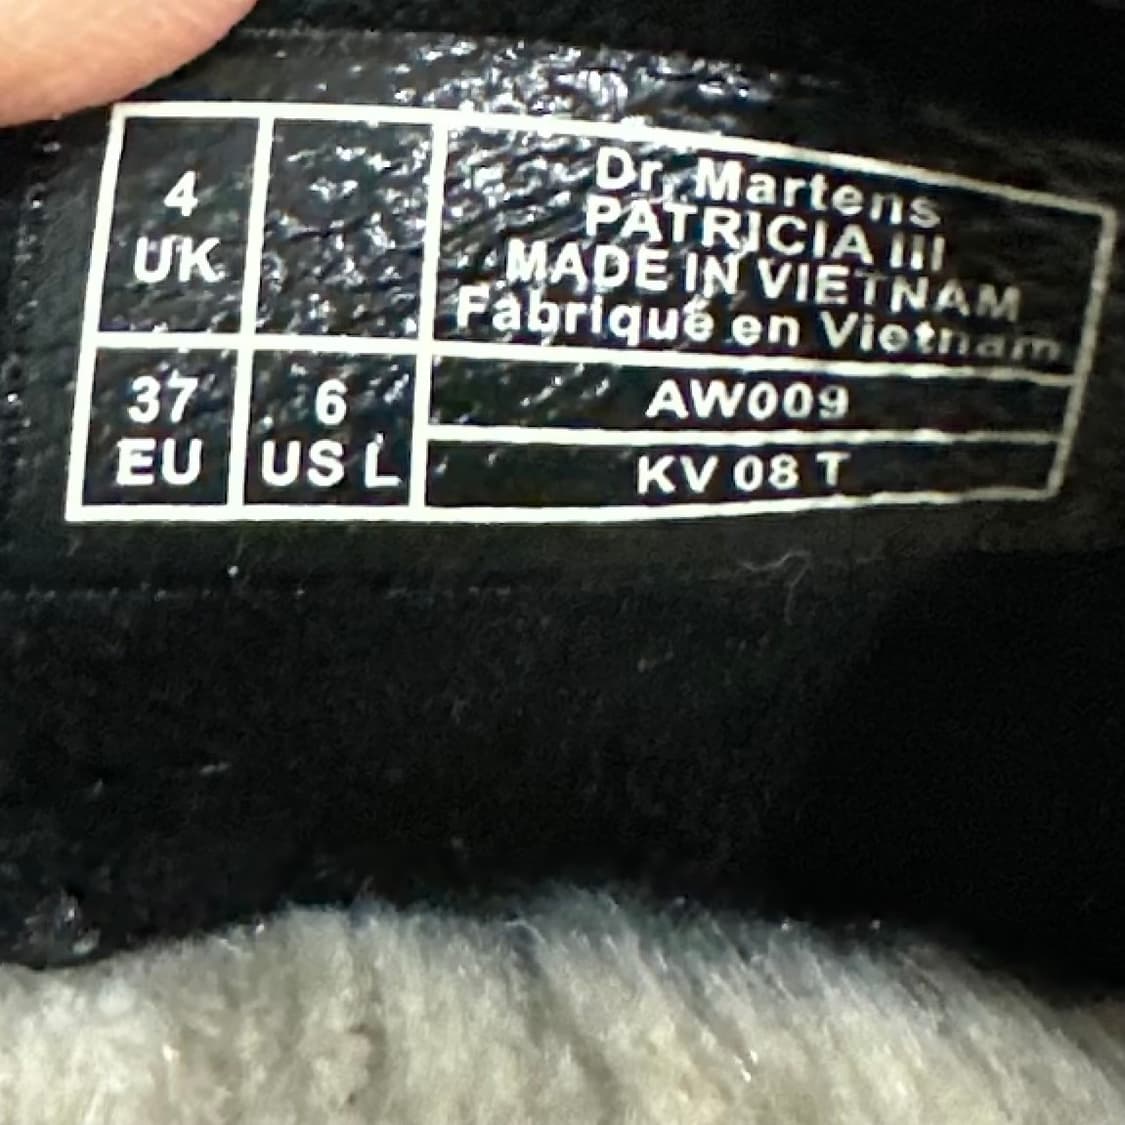 4
UK
37
EU
6
US L
Dr. Martens
PATRICIA III
MADE IN VIETNAM
Fabriqué en Vietnam
AW009
KV 08 T